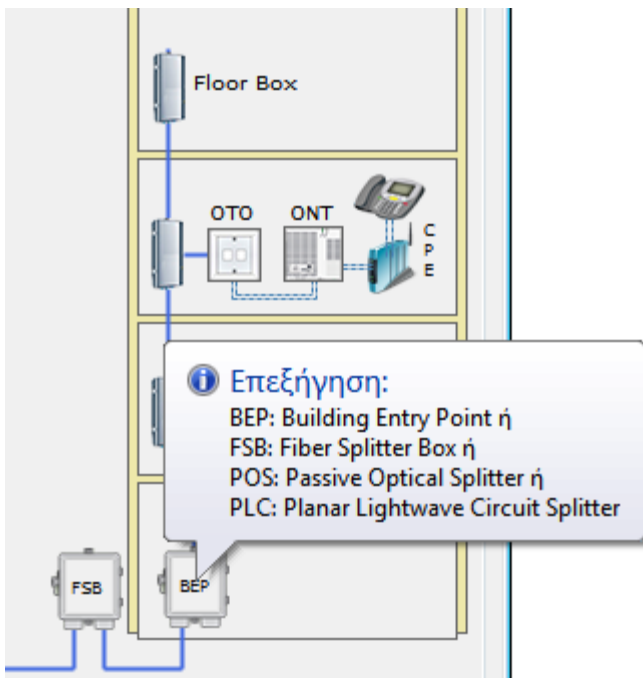 Floor Box
OTO ONT
C
P
E
Επεξήγηση:
BEP: Building Entry Point ή
FSB: Fiber Splitter Box ή
POS: Passive Optical Splitter ή
PLC: Planar Lightwave Circuit Splitter
FSB BEP